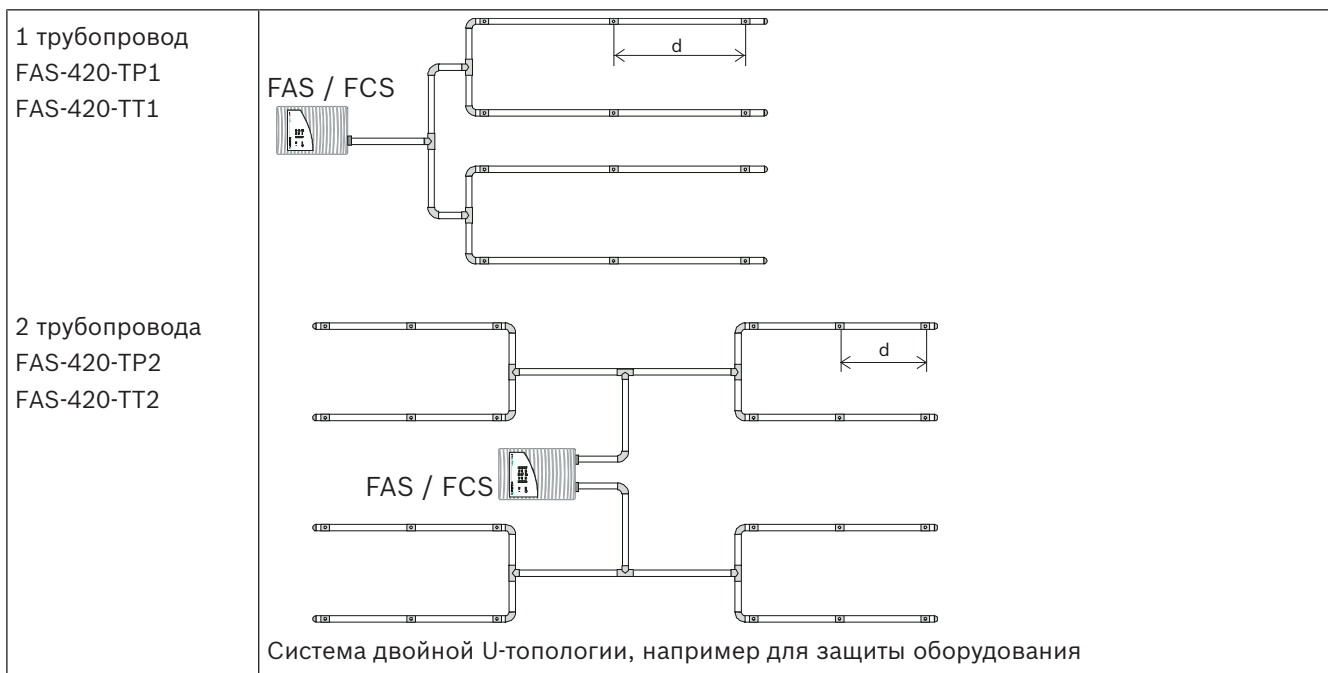 1 трубопровод
FAS-420-TP1
FAS-420-TT1
FAS / FCS
d
2 трубопровода
FAS-420-TP2
FAS-420-TT2
d
FAS / FCS
Система двойной U-топологии, например для защиты оборудования